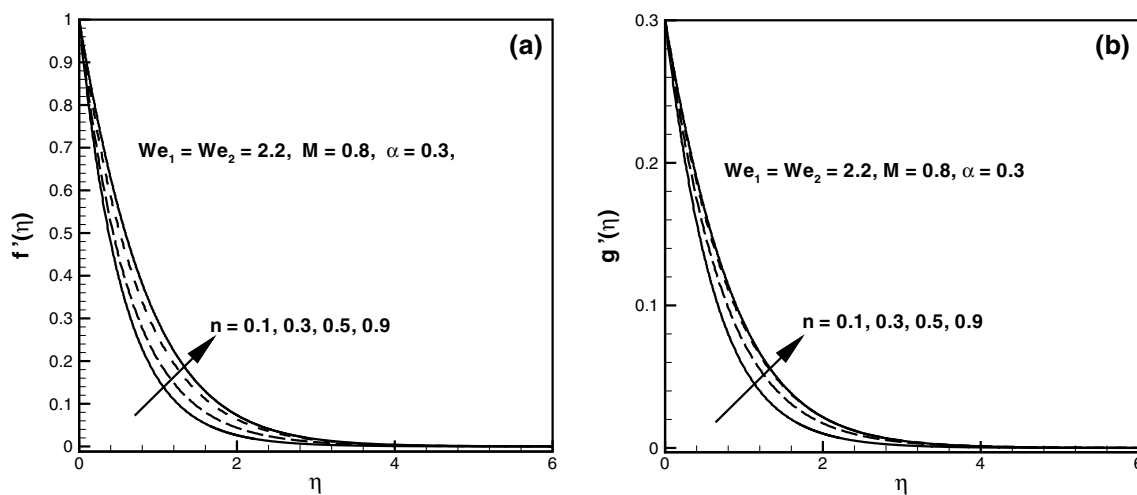 (a)
We₁ = We₂ = 2.2, M = 0.8, α = 0.3,
n = 0.1, 0.3, 0.5, 0.9
f '(η)
1
0.9
0.8
0.7
0.6
0.5
0.4
0.3
0.2
0.1
0
0 2 4 6
η
(b)
We₁ = We₂ = 2.2, M = 0.8, α = 0.3
n = 0.1, 0.3, 0.5, 0.9
g '(η)
0.3
0.2
0.1
0
0 2 4 6
η